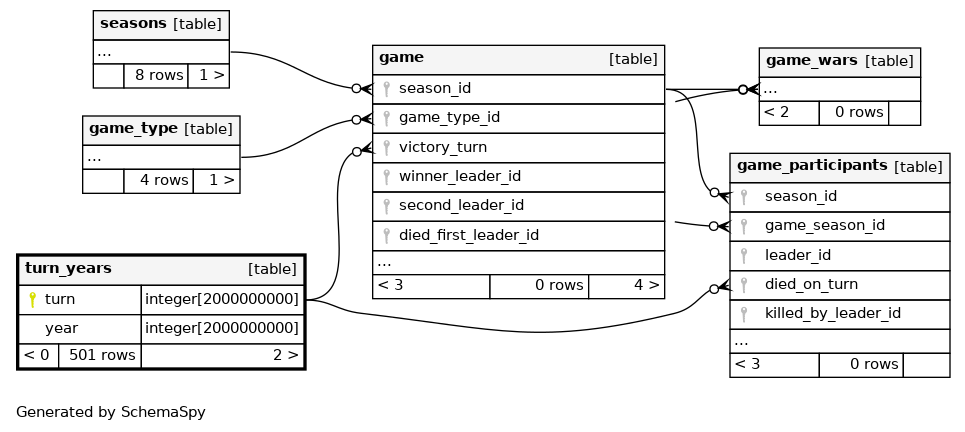 seasons [table]
...
8 rows 1 >
game_type [table]
...
4 rows 1 >
turn_years [table]
turn integer[2000000000]
year integer[2000000000]
< 0 501 rows 2 >
game [table]
season_id
game_type_id
victory_turn
winner_leader_id
second_leader_id
died_first_leader_id
...
< 3 0 rows 4 >
game_wars [table]
...
< 2 0 rows
game_participants [table]
season_id
game_season_id
leader_id
died_on_turn
killed_by_leader_id
...
< 3 0 rows
Generated by SchemaSpy